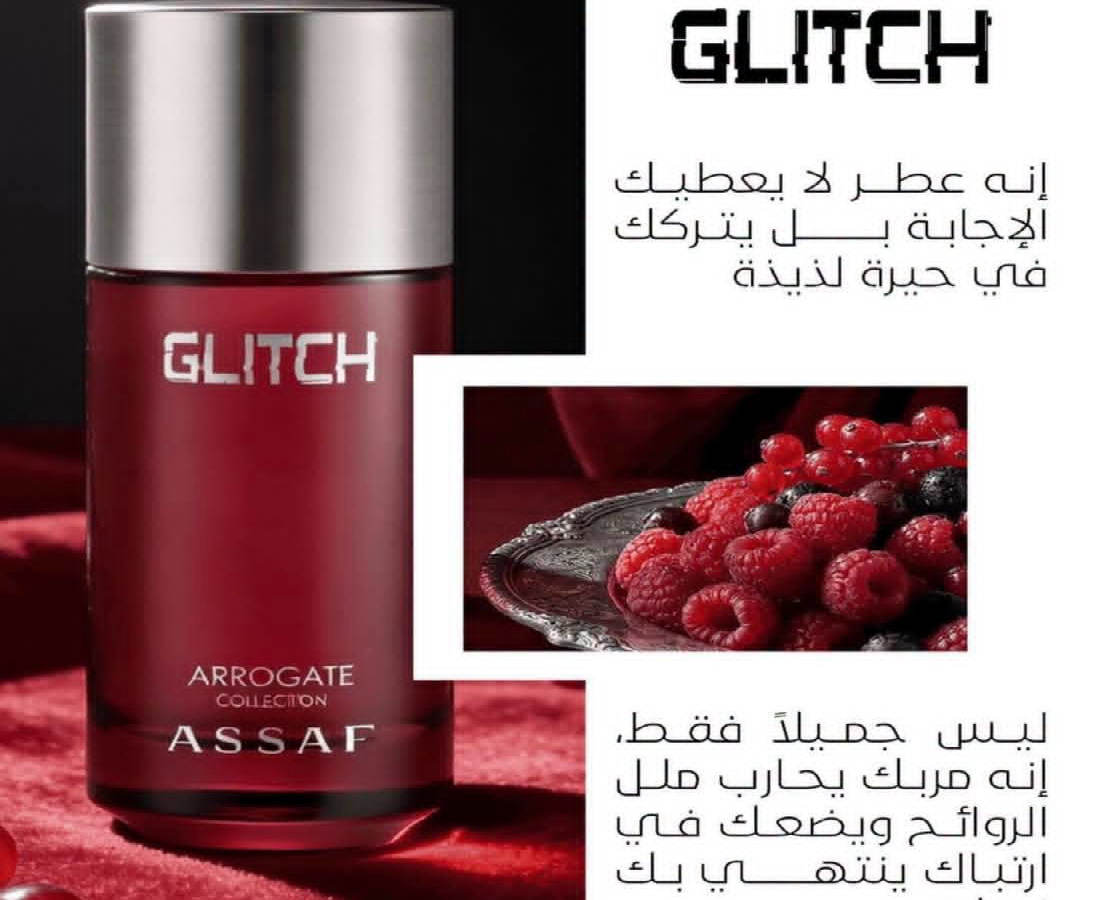 GLITCH
إنه عطر لا يعطيك
الإجابة بل يتركك
في حيرة لذيذة
GLITCH
ARROGATE
COLLECTION
ASSAF
ليس جميلاً فقط،
إنه مربك يحارب ملل
الروائح ويضعك في
ارتباك ينتهي بك